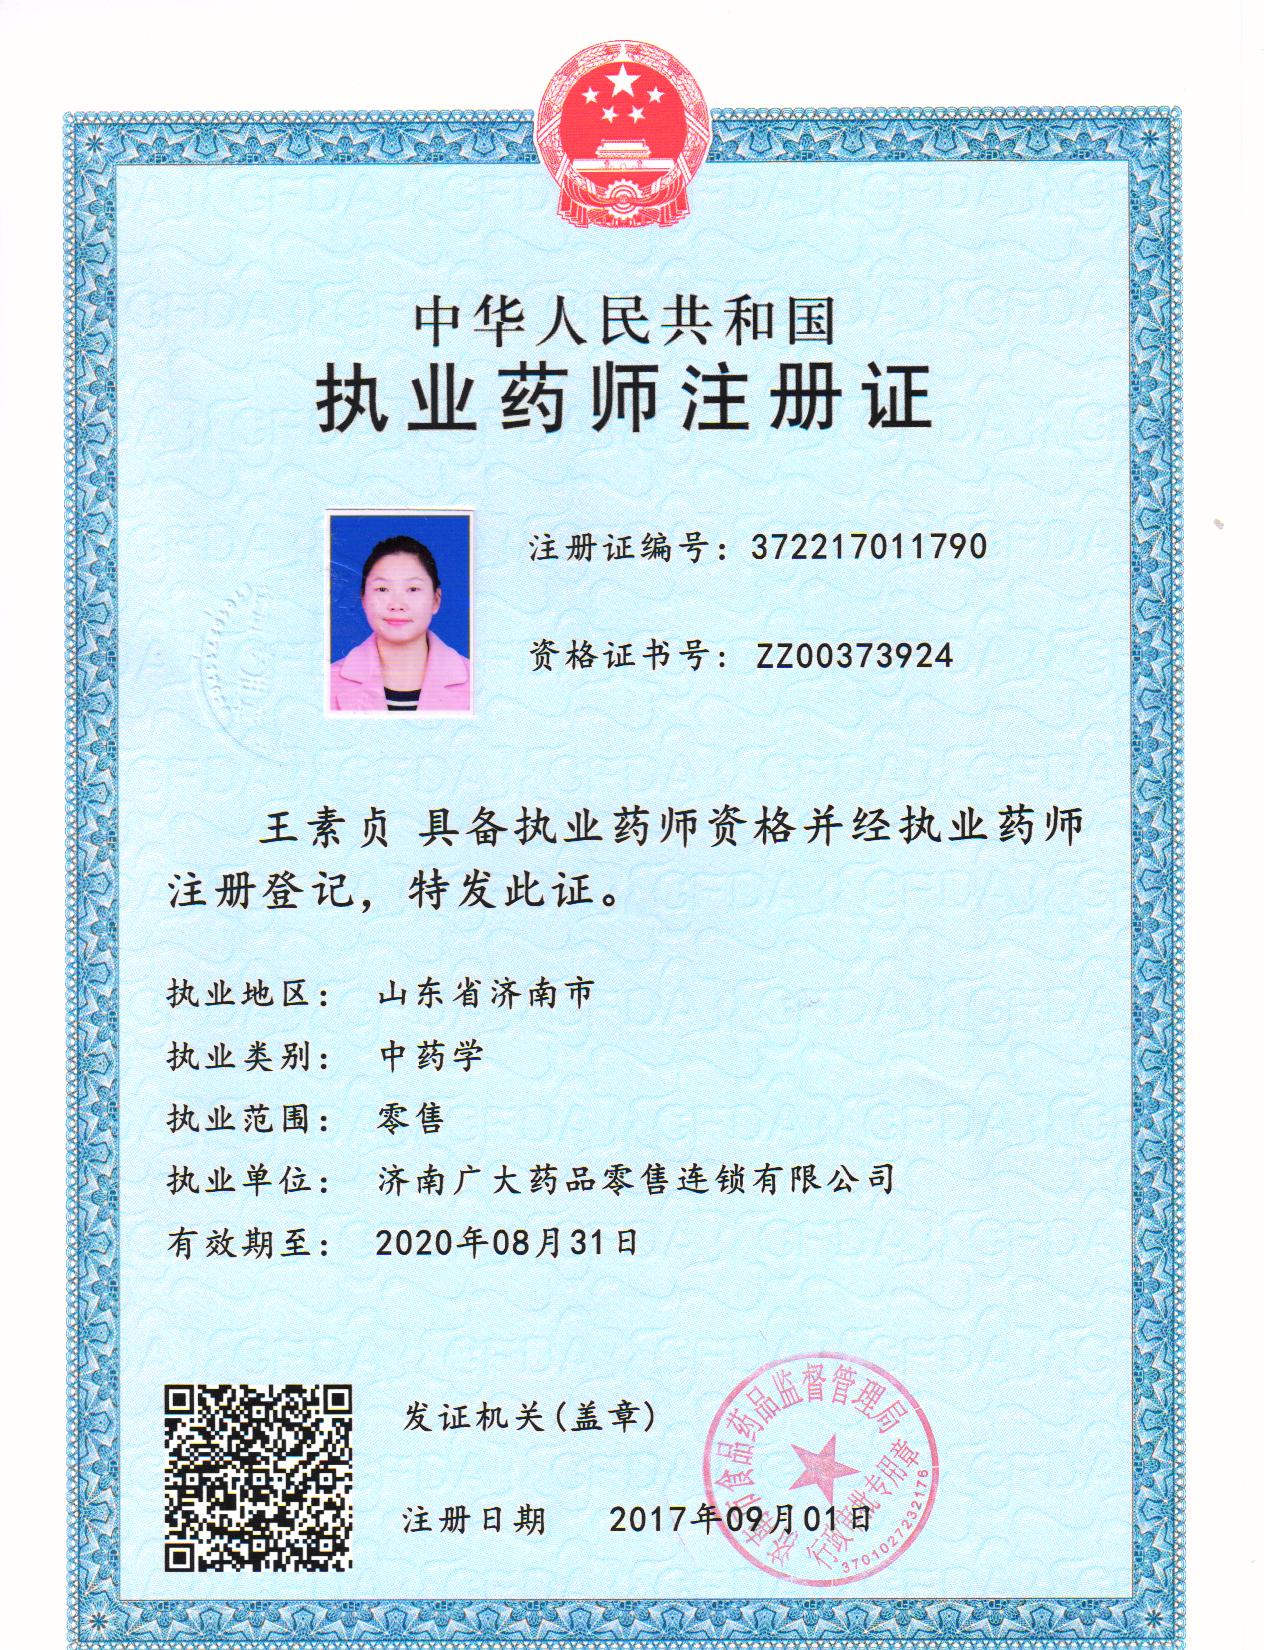 中华人民共和国
执业药师注册证
注册证编号：372217011790
资格证书号：ZZ00373924
王素贞 具备执业药师资格并经执业药师
注册登记，特发此证。
执业地区： 山东省济南市
执业类别： 中药学
执业范围： 零售
执业单位： 济南广大药品零售连锁有限公司
有效期至： 2020年08月31日
发证机关(盖章)
注册日期 2017年09月01日
济南市食品药品监督管理局
行政审批专用章
3701027232176